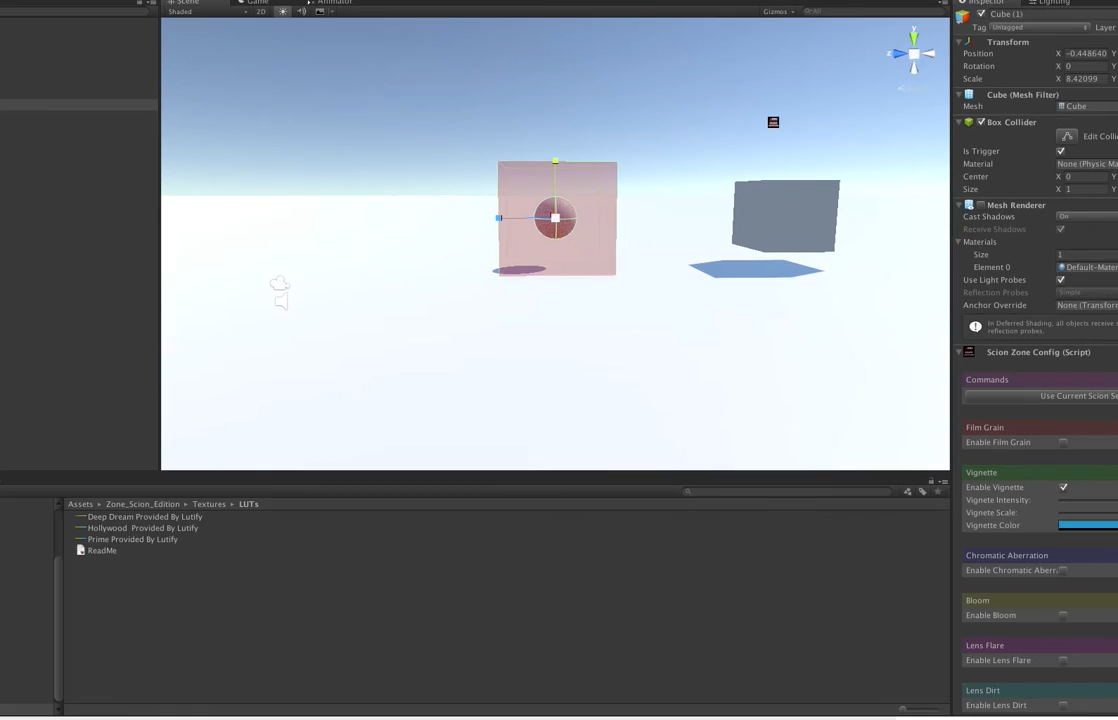 Scene
Game
Animator
Inspector
Lighting
Shaded
2D
Gizmos
All
Cube (1)
Tag Untagged Layer
Transform
Position X -0.448640 Y
Rotation X 0 Y
Scale X 8.42099 Y
Cube (Mesh Filter)
Mesh Cube
Box Collider
Edit Colli
Is Trigger
Material None (Physic Ma
Center X 0 Y
Size X 1 Y
Mesh Renderer
Cast Shadows On
Receive Shadows
Materials
Size 1
Element 0 Default-Mater
Use Light Probes
Reflection Probes Simple
Anchor Override None (Transfor
In Deferred Shading, all objects receive s
reflection probes.
Scion Zone Config (Script)
Commands
Use Current Scion Se
Film Grain
Enable Film Grain
Vignette
Enable Vignette
Vignete Intensity:
Vignete Scale:
Vignette Color
Chromatic Aberration
Enable Chromatic Aberr.
Bloom
Enable Bloom
Lens Flare
Enable Lens Flare
Lens Dirt
Enable Lens Dirt
y
z
Assets Zone_Scion_Edition Textures LUTs
Deep Dream Provided By Lutify
Hollywood Provided By Lutify
Prime Provided By Lutify
ReadMe